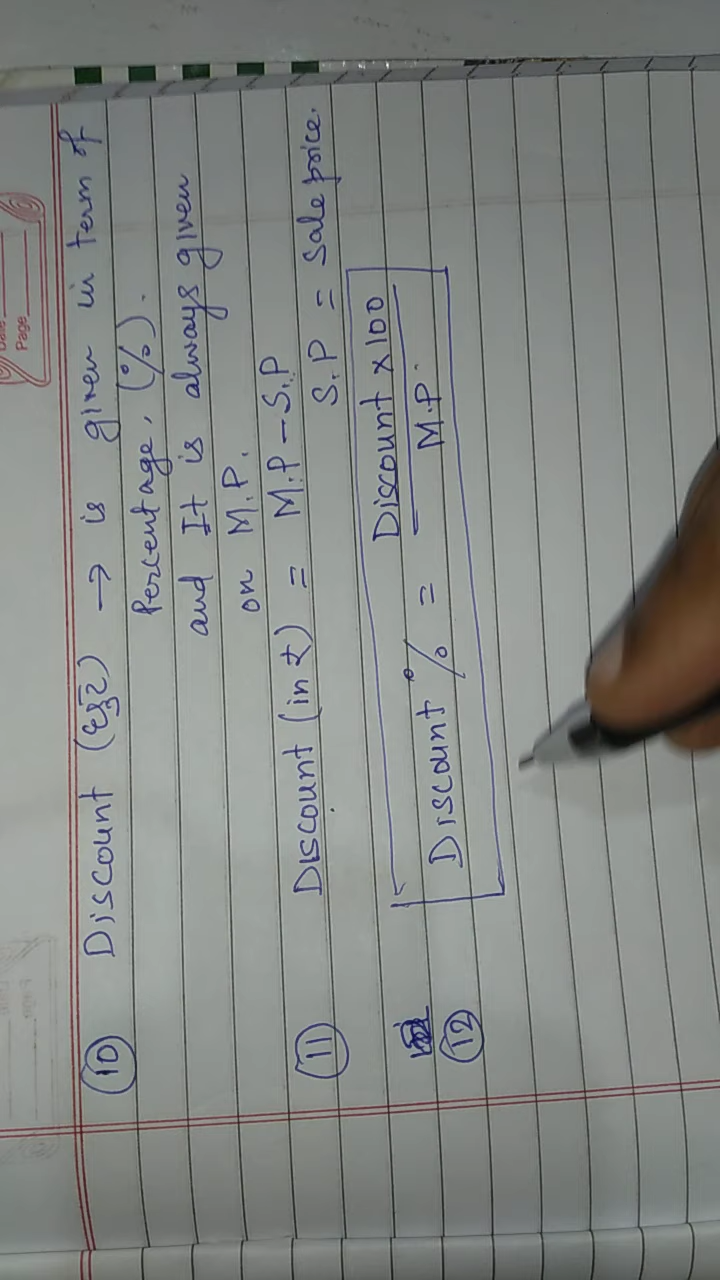 Page
(10) Discount (छूट) → is given in term of
Percentage, (%).
and It is always given
on M.P.
(11) Discount (in ₹) = M.P - S.P
S.P = Sale price.
(12) Discount % = Discount x 100 / M.P.